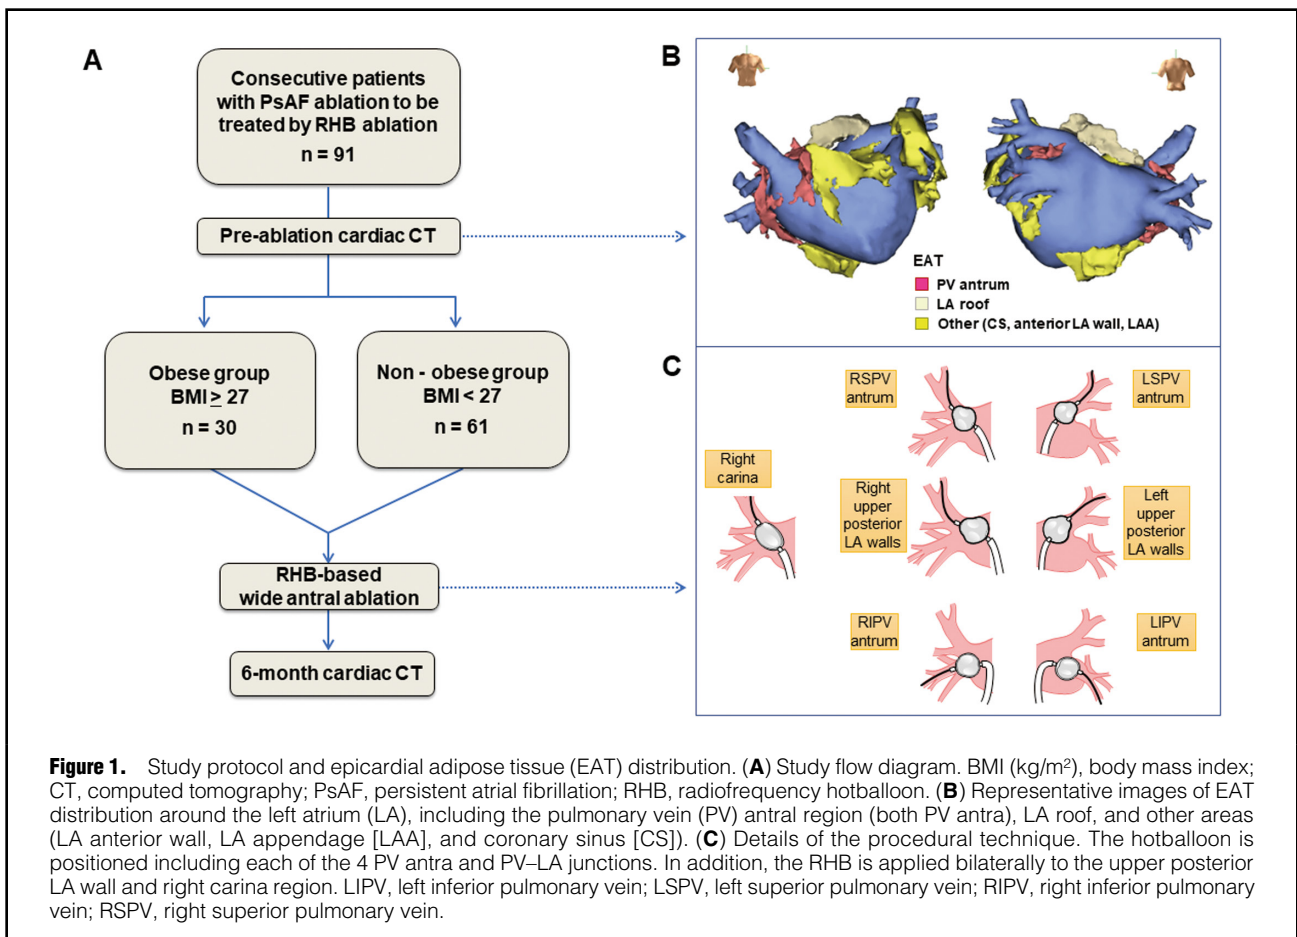 A
Consecutive patients
with PsAF ablation to be
treated by RHB ablation
n = 91
Pre-ablation cardiac CT
Obese group
BMI ≥ 27
n = 30
Non - obese group
BMI < 27
n = 61
RHB-based
wide antral ablation
6-month cardiac CT
B
EAT
PV antrum
LA roof
Other (CS, anterior LA wall, LAA)
C
RSPV
antrum
LSPV
antrum
Right
carina
Right
upper
posterior
LA walls
Left
upper
posterior
LA walls
RIPV
antrum
LIPV
antrum
Figure 1. Study protocol and epicardial adipose tissue (EAT) distribution. (A) Study flow diagram. BMI (kg/m²), body mass index;
CT, computed tomography; PsAF, persistent atrial fibrillation; RHB, radiofrequency hotballoon. (B) Representative images of EAT
distribution around the left atrium (LA), including the pulmonary vein (PV) antral region (both PV antra), LA roof, and other areas
(LA anterior wall, LA appendage [LAA], and coronary sinus [CS]). (C) Details of the procedural technique. The hotballoon is
positioned including each of the 4 PV antra and PV–LA junctions. In addition, the RHB is applied bilaterally to the upper posterior
LA wall and right carina region. LIPV, left inferior pulmonary vein; LSPV, left superior pulmonary vein; RIPV, right inferior pulmonary
vein; RSPV, right superior pulmonary vein.